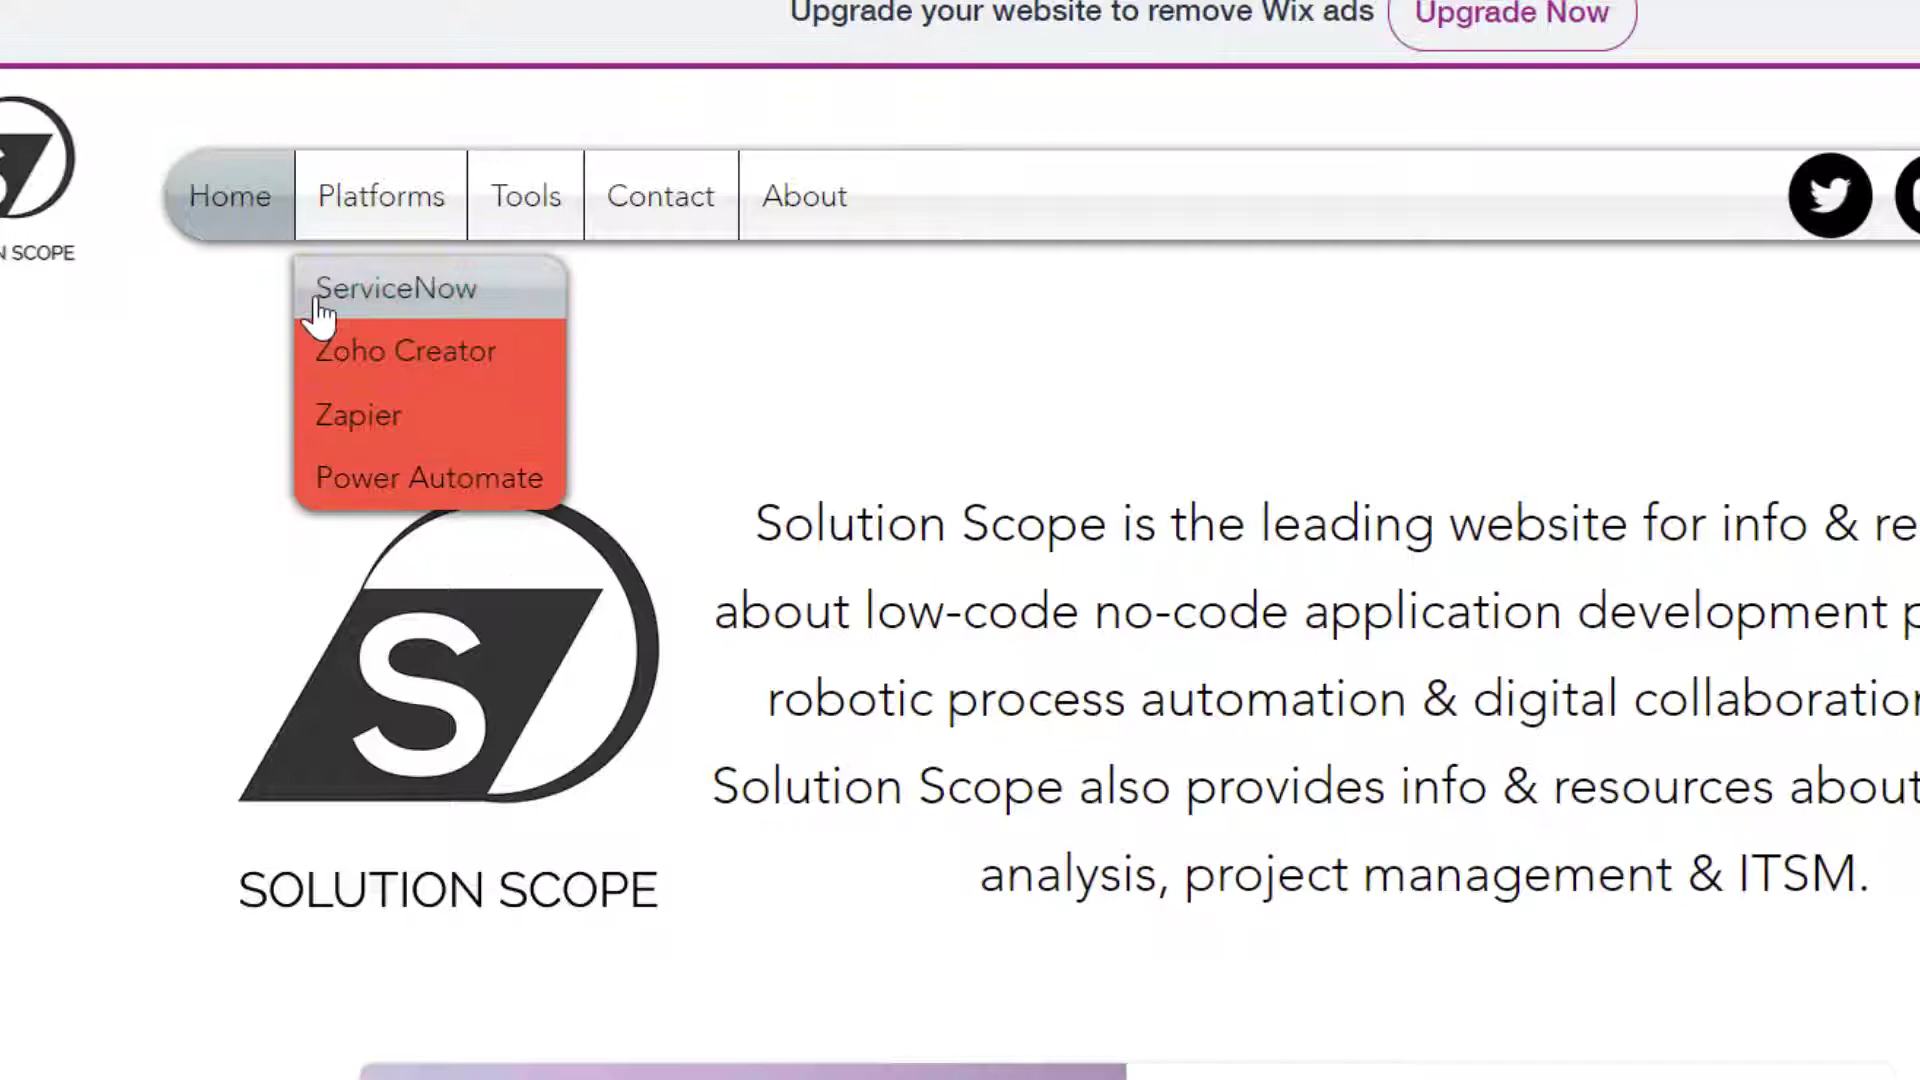 Upgrade your website to remove Wix ads Upgrade Now
N SCOPE
Home Platforms Tools Contact About
ServiceNow
Zoho Creator
Zapier
Power Automate
S
SOLUTION SCOPE
Solution Scope is the leading website for info & re
about low-code no-code application development p
robotic process automation & digital collaboration
Solution Scope also provides info & resources about
analysis, project management & ITSM.